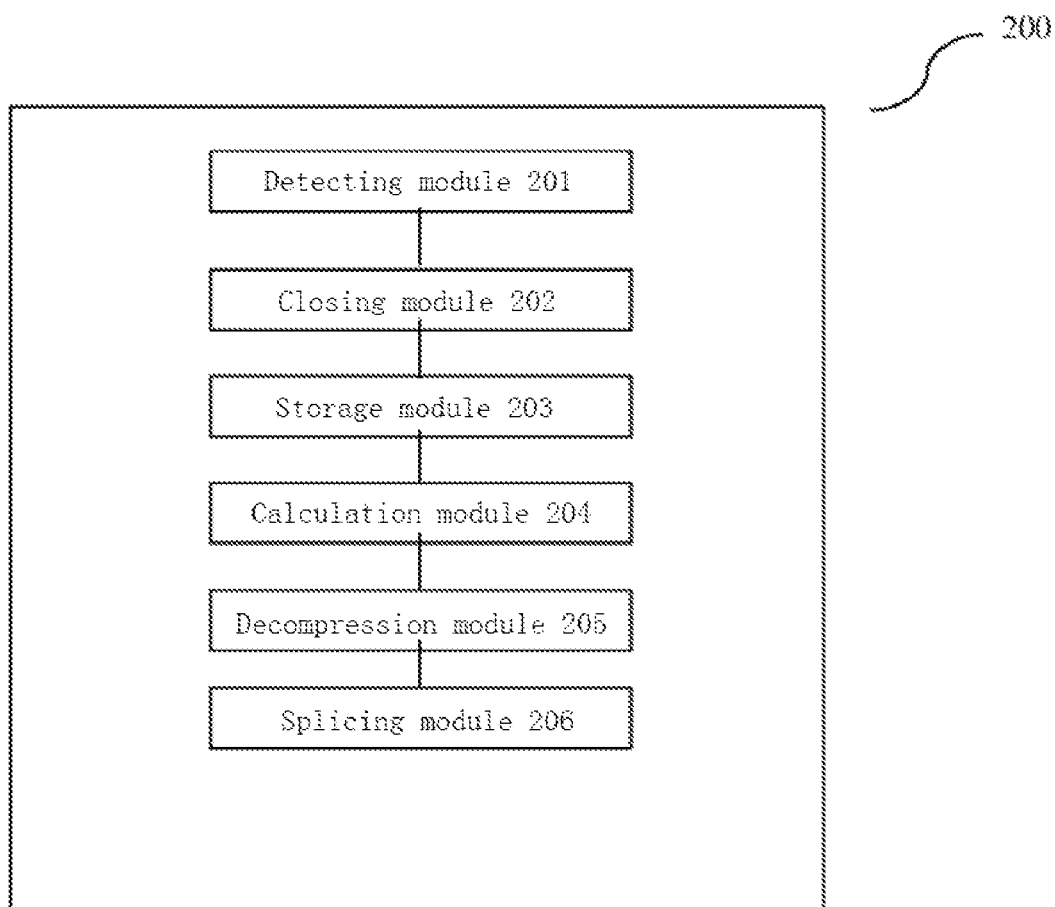 200
Detecting module 201
Closing module 202
Storage module 203
Calculation module 204
Decompression module 205
Splicing module 206